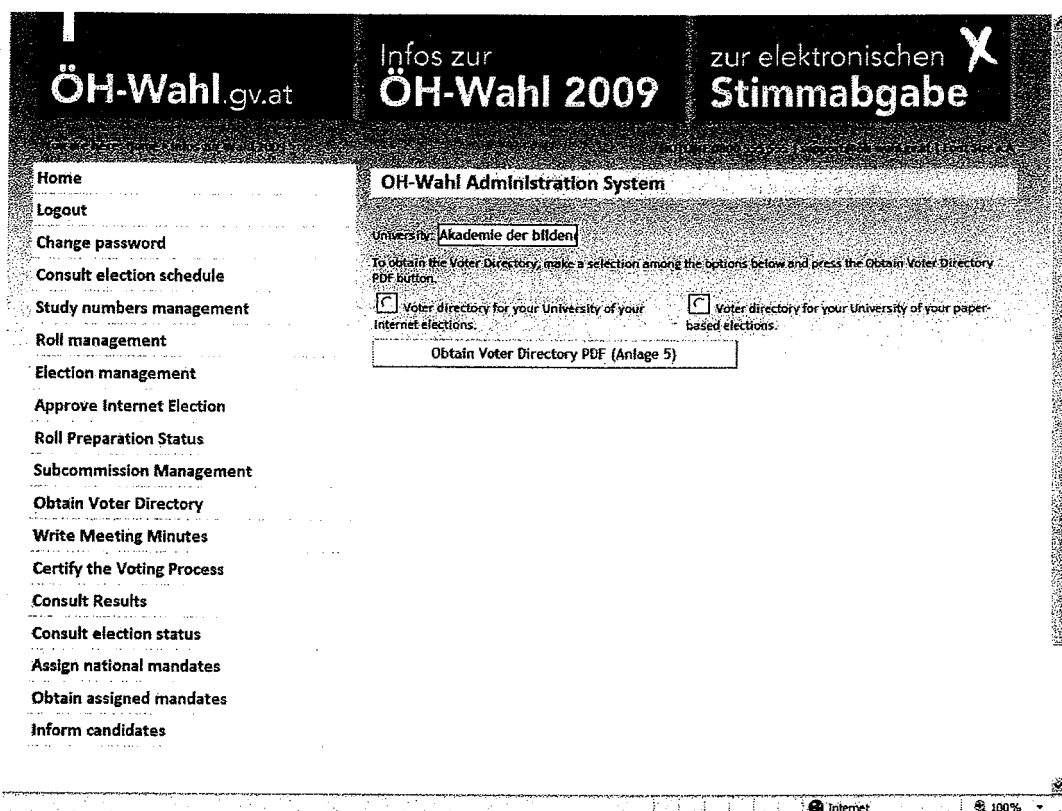 ÖH-Wahl.gv.at
Infos zur
ÖH-Wahl 2009
zur elektronischen
Stimmabgabe
Home
Logout
Change password
Consult election schedule
Study numbers management
Roll management
Election management
Approve Internet Election
Roll Preparation Status
Subcommission Management
Obtain Voter Directory
Write Meeting Minutes
Certify the Voting Process
Consult Results
Consult election status
Assign national mandates
Obtain assigned mandates
Inform candidates
OH-Wahl Administration System
University: Akademie der bilden
To obtain the Voter Directory, make a selection among the options below and press the Obtain Voter Directory
PDF button.
Voter directory for your University of your
Internet elections.
Voter directory for your University of your paper-
based elections.
Obtain Voter Directory PDF (Anlage 5)
Internet
100%